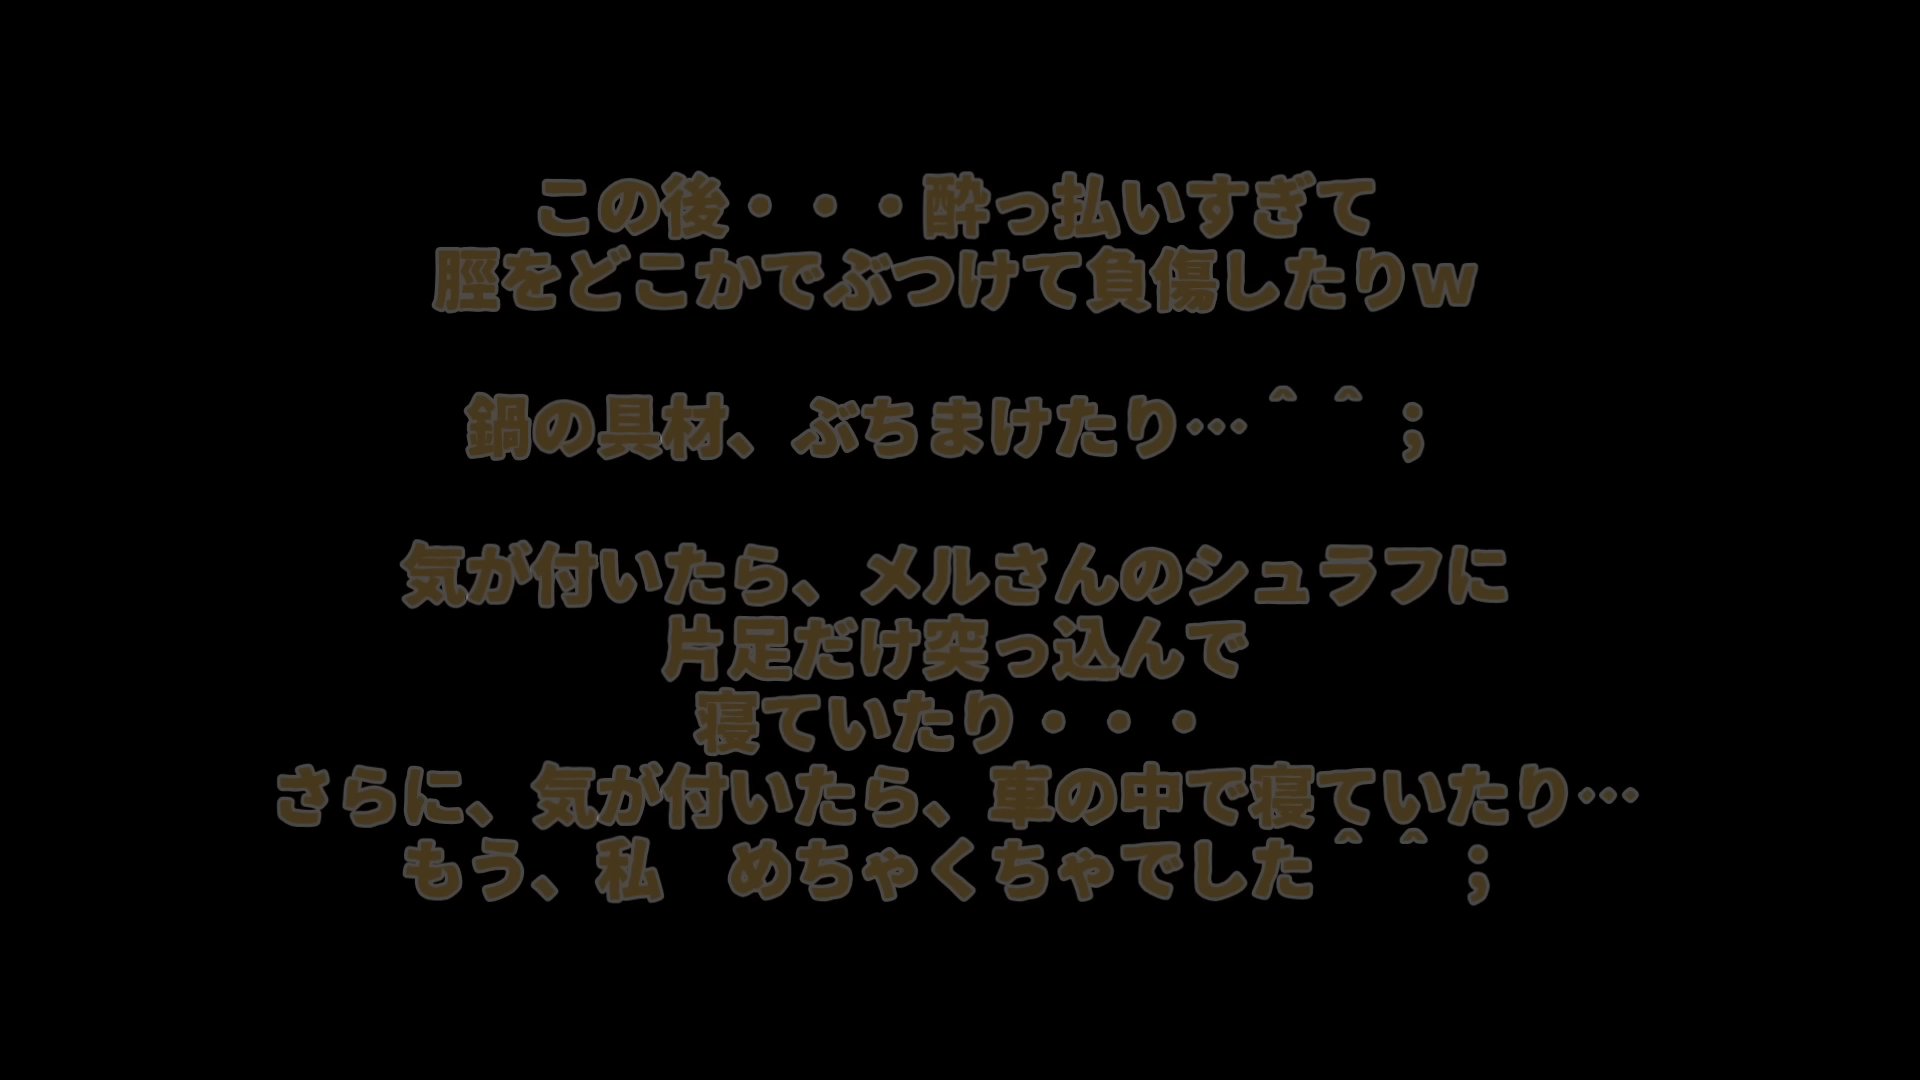 この後・・・酔っ払いすぎて
脛をどこかでぶつけて負傷したりw
鍋の具材、ぶちまけたり…＾＾；
気が付いたら、メルさんのシュラフに
片足だけ突っ込んで
寝ていたり・・・
さらに、気が付いたら、車の中で寝ていたり…
もう、私　めちゃくちゃでした＾＾；